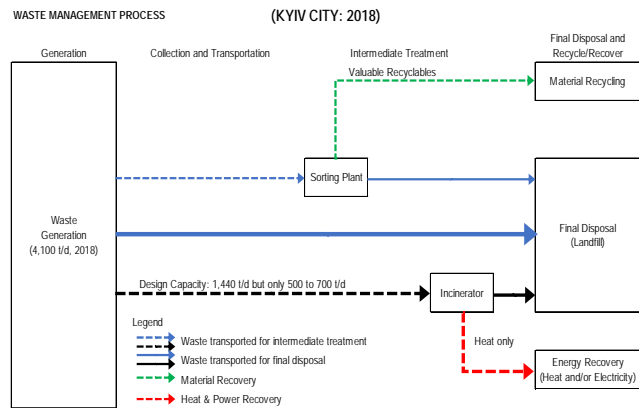 WASTE MANAGEMENT PROCESS
(KYIV CITY: 2018)
Generation
Collection and Transportation
Intermediate Treatment
Final Disposal and
Recycle/Recover
Valuable Recyclables
Material Recycling
Sorting Plant
Waste
Generation
(4,100 t/d, 2018)
Final Disposal
(Landfill)
Design Capacity: 1,440 t/d but only 500 to 700 t/d
Incinerator
Legend
Waste transported for intermediate treatment
Waste transported for final disposal
Material Recovery
Heat & Power Recovery
Heat only
Energy Recovery
(Heat and/or Electricity)